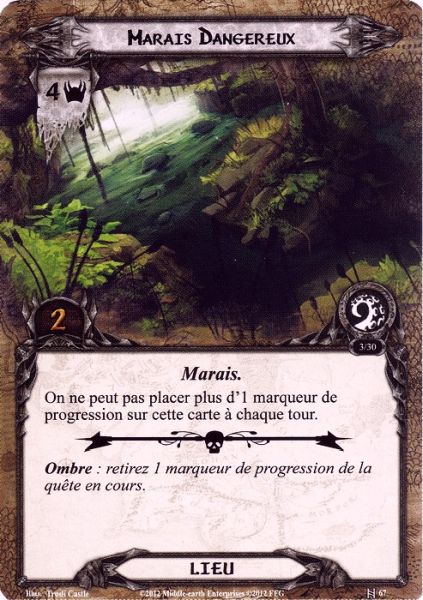 Marais Dangereux
4
2
3/30
Marais.
On ne peut pas placer plus d'1 marqueur de
progression sur cette carte à chaque tour.
Ombre : retirez 1 marqueur de progression de la
quête en cours.
LIEU
Illus. Trudi Castle
©2012 Middle-earth Enterprises ©2012 FFG
67